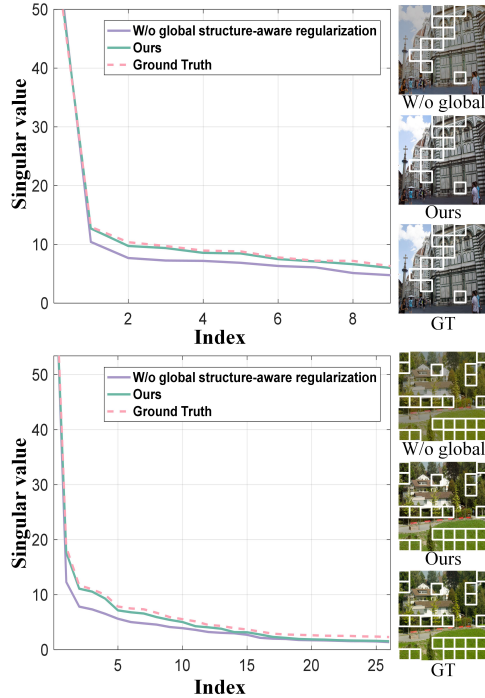 50
40
30
20
10
0
2
4
6
8
Singular value
Index
W/o global structure-aware regularization
Ours
Ground Truth
W/o global
Ours
GT
50
40
30
20
10
0
5
10
15
20
25
Singular value
Index
W/o global structure-aware regularization
Ours
Ground Truth
W/o global
Ours
GT